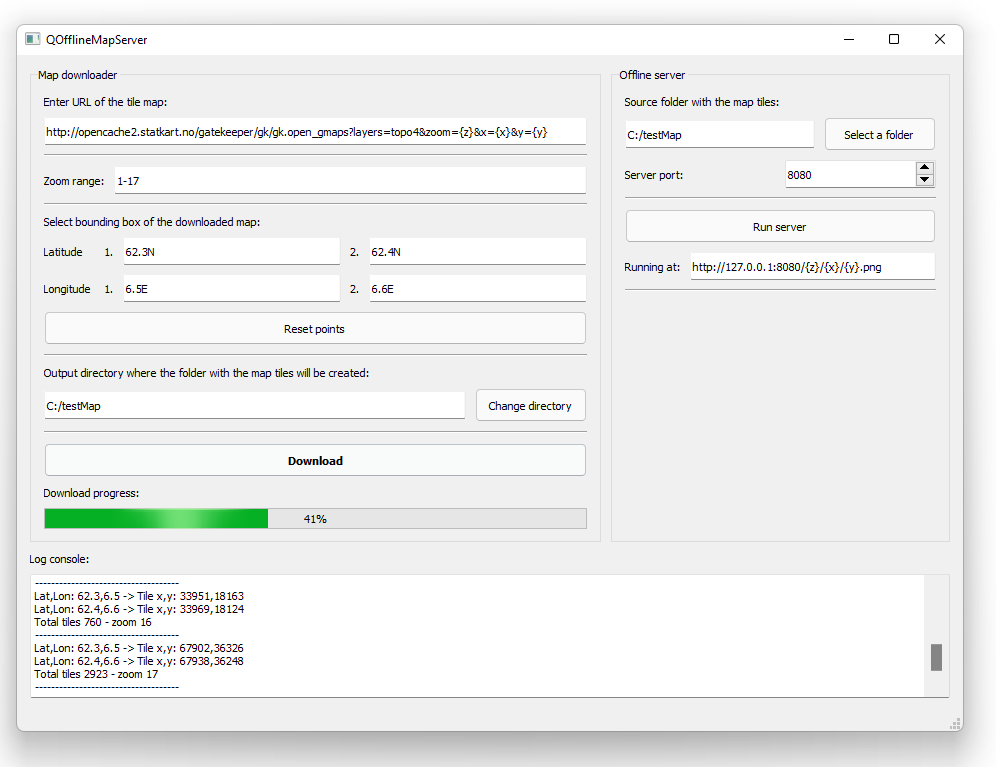 QOfflineMapServer
Map downloader
Enter URL of the tile map:
http://opencache2.statkart.no/gatekeeper/gk/gk.open_gmaps?layers=topo4&zoom={z}&x={x}&y={y}
Zoom range: 1-17
Select bounding box of the downloaded map:
Latitude 1. 62.3N 2. 62.4N
Longitude 1. 6.5E 2. 6.6E
Reset points
Output directory where the folder with the map tiles will be created:
C:/testMap Change directory
Download
Download progress:
41%
Offline server
Source folder with the map tiles:
C:/testMap Select a folder
Server port: 8080
Run server
Running at: http://127.0.0.1:8080/{z}/{x}/{y}.png
Log console:
------------------------------------
Lat,Lon: 62.3,6.5 -> Tile x,y: 33951,18163
Lat,Lon: 62.4,6.6 -> Tile x,y: 33969,18124
Total tiles 760 - zoom 16
------------------------------------
Lat,Lon: 62.3,6.5 -> Tile x,y: 67902,36326
Lat,Lon: 62.4,6.6 -> Tile x,y: 67938,36248
Total tiles 2923 - zoom 17
------------------------------------